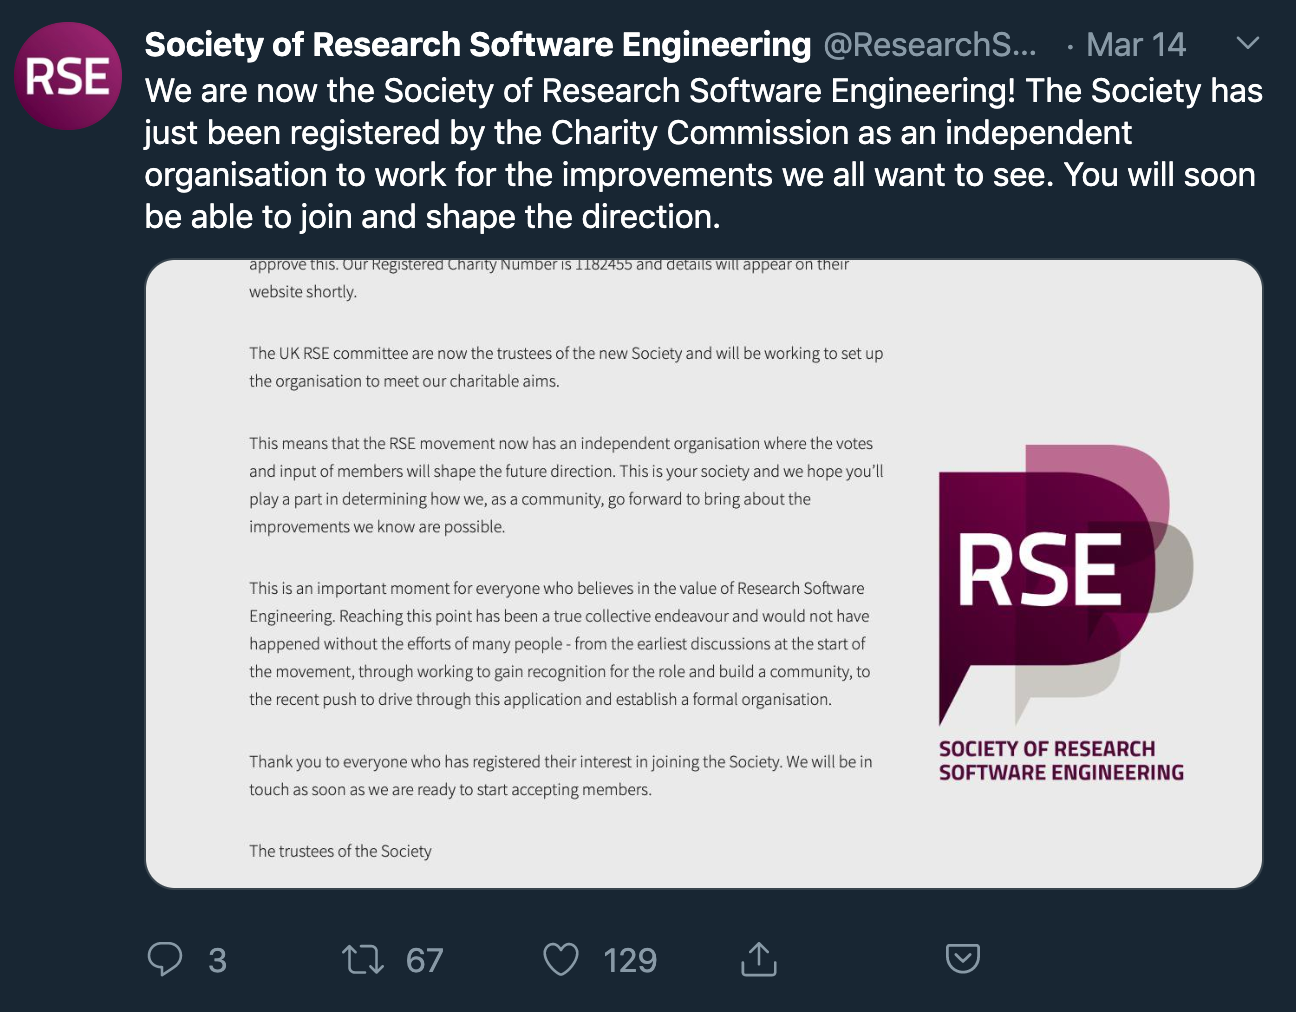 RSE
Society of Research Software Engineering @ResearchS... · Mar 14
We are now the Society of Research Software Engineering! The Society has
just been registered by the Charity Commission as an independent
organisation to work for the improvements we all want to see. You will soon
be able to join and shape the direction.
approve this. Our Registered Charity Number is 1182455 and details will appear on their
website shortly.
The UK RSE committee are now the trustees of the new Society and will be working to set up
the organisation to meet our charitable aims.
This means that the RSE movement now has an independent organisation where the votes
and input of members will shape the future direction. This is your society and we hope you'll
play a part in determining how we, as a community, go forward to bring about the
improvements we know are possible.
This is an important moment for everyone who believes in the value of Research Software
Engineering. Reaching this point has been a true collective endeavour and would not have
happened without the efforts of many people - from the earliest discussions at the start of
the movement, through working to gain recognition for the role and build a community, to
the recent push to drive through this application and establish a formal organisation.
Thank you to everyone who has registered their interest in joining the Society. We will be in
touch as soon as we are ready to start accepting members.
The trustees of the Society
RSE
SOCIETY OF RESEARCH
SOFTWARE ENGINEERING
3 67 129